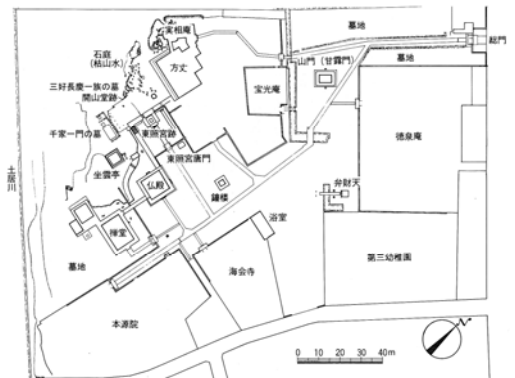 墓地
総門
実相庵
石庭
(枯山水)
方丈
山門（甘露門）
墓地
三好長慶一族の墓
開山堂跡
宝光庵
徳泉庵
千家一門の墓
東照宮跡
東照宮唐門
土居川
坐雲亭
仏殿
鐘楼
弁財天
禅堂
浴室
墓地
海会寺
第三幼稚園
本源院
N
0 10 20 30 40m